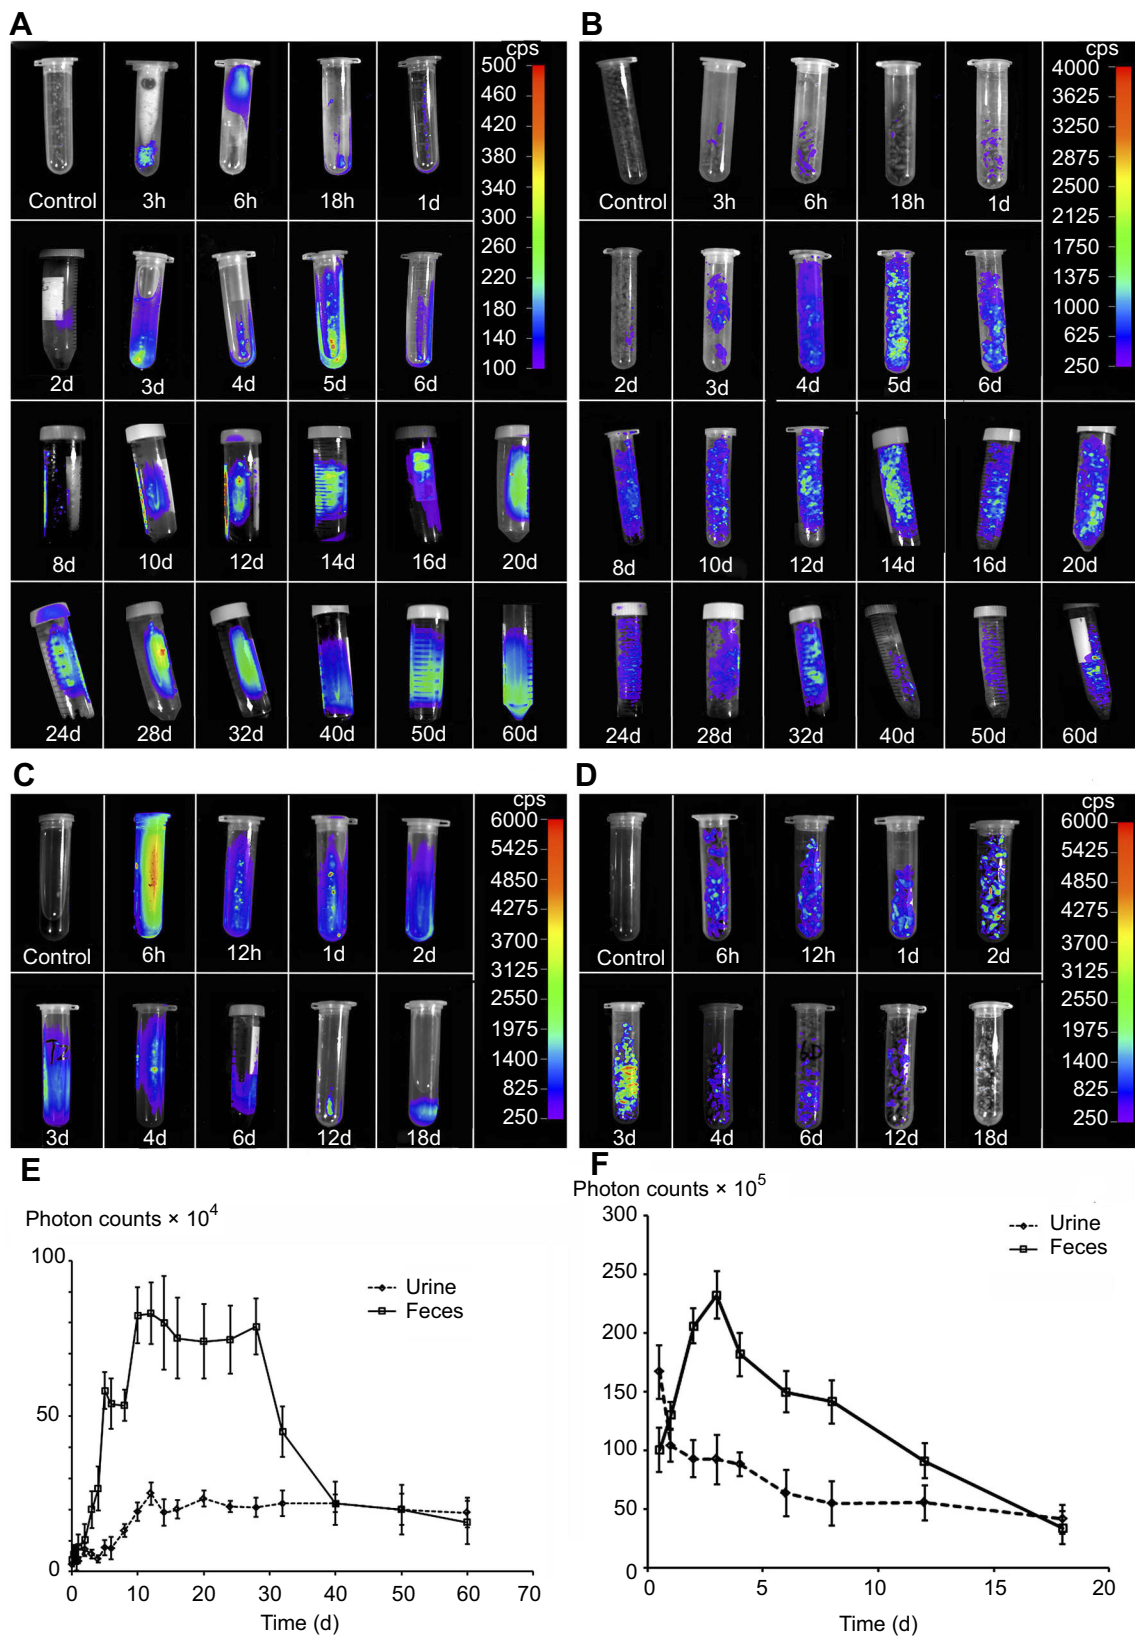 A
cps
500
460
420
380
340
300
260
220
180
140
100
Control 3h 6h 18h 1d
2d 3d 4d 5d 6d
8d 10d 12d 14d 16d 20d
24d 28d 32d 40d 50d 60d
B
cps
4000
3625
3250
2875
2500
2125
1750
1375
1000
625
250
Control 3h 6h 18h 1d
2d 3d 4d 5d 6d
8d 10d 12d 14d 16d 20d
24d 28d 32d 40d 50d 60d
C
cps
6000
5425
4850
4275
3700
3125
2550
1975
1400
825
250
Control 6h 12h 1d 2d
3d 4d 6d 12d 18d
D
cps
6000
5425
4850
4275
3700
3125
2550
1975
1400
825
250
Control 6h 12h 1d 2d
3d 4d 6d 12d 18d
E
Photon counts × 10⁴
100
50
0
Urine
Feces
0 10 20 30 40 50 60 70
Time (d)
F
Photon counts × 10⁵
300
250
200
150
100
50
0
Urine
Feces
0 5 10 15 20
Time (d)